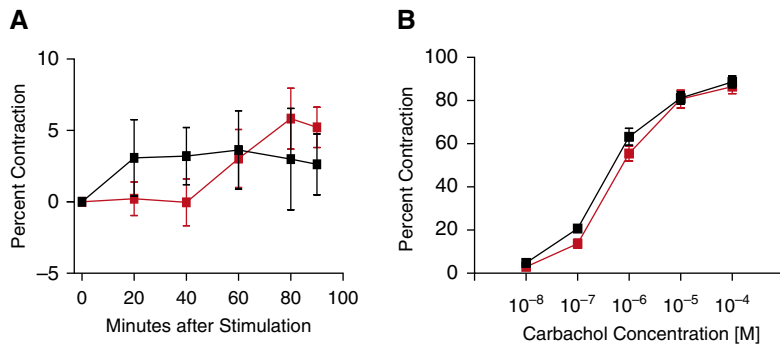 A
Percent Contraction
10
5
0
−5
0 20 40 60 80 100
Minutes after Stimulation
B
Percent Contraction
100
80
60
40
20
0
10⁻⁸ 10⁻⁷ 10⁻⁶ 10⁻⁵ 10⁻⁴
Carbachol Concentration [M]